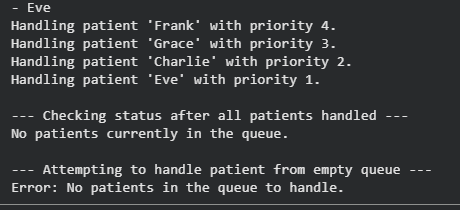 - Eve
Handling patient 'Frank' with priority 4.
Handling patient 'Grace' with priority 3.
Handling patient 'Charlie' with priority 2.
Handling patient 'Eve' with priority 1.
--- Checking status after all patients handled ---
No patients currently in the queue.
--- Attempting to handle patient from empty queue ---
Error: No patients in the queue to handle.